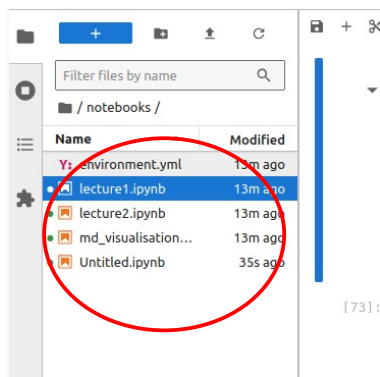 Filter files by name
/ notebooks /
Name Modified
Y: environment.yml 13m ago
lecture1.ipynb 13m ago
lecture2.ipynb 13m ago
md_visualisation... 13m ago
Untitled.ipynb 35s ago
[73]: